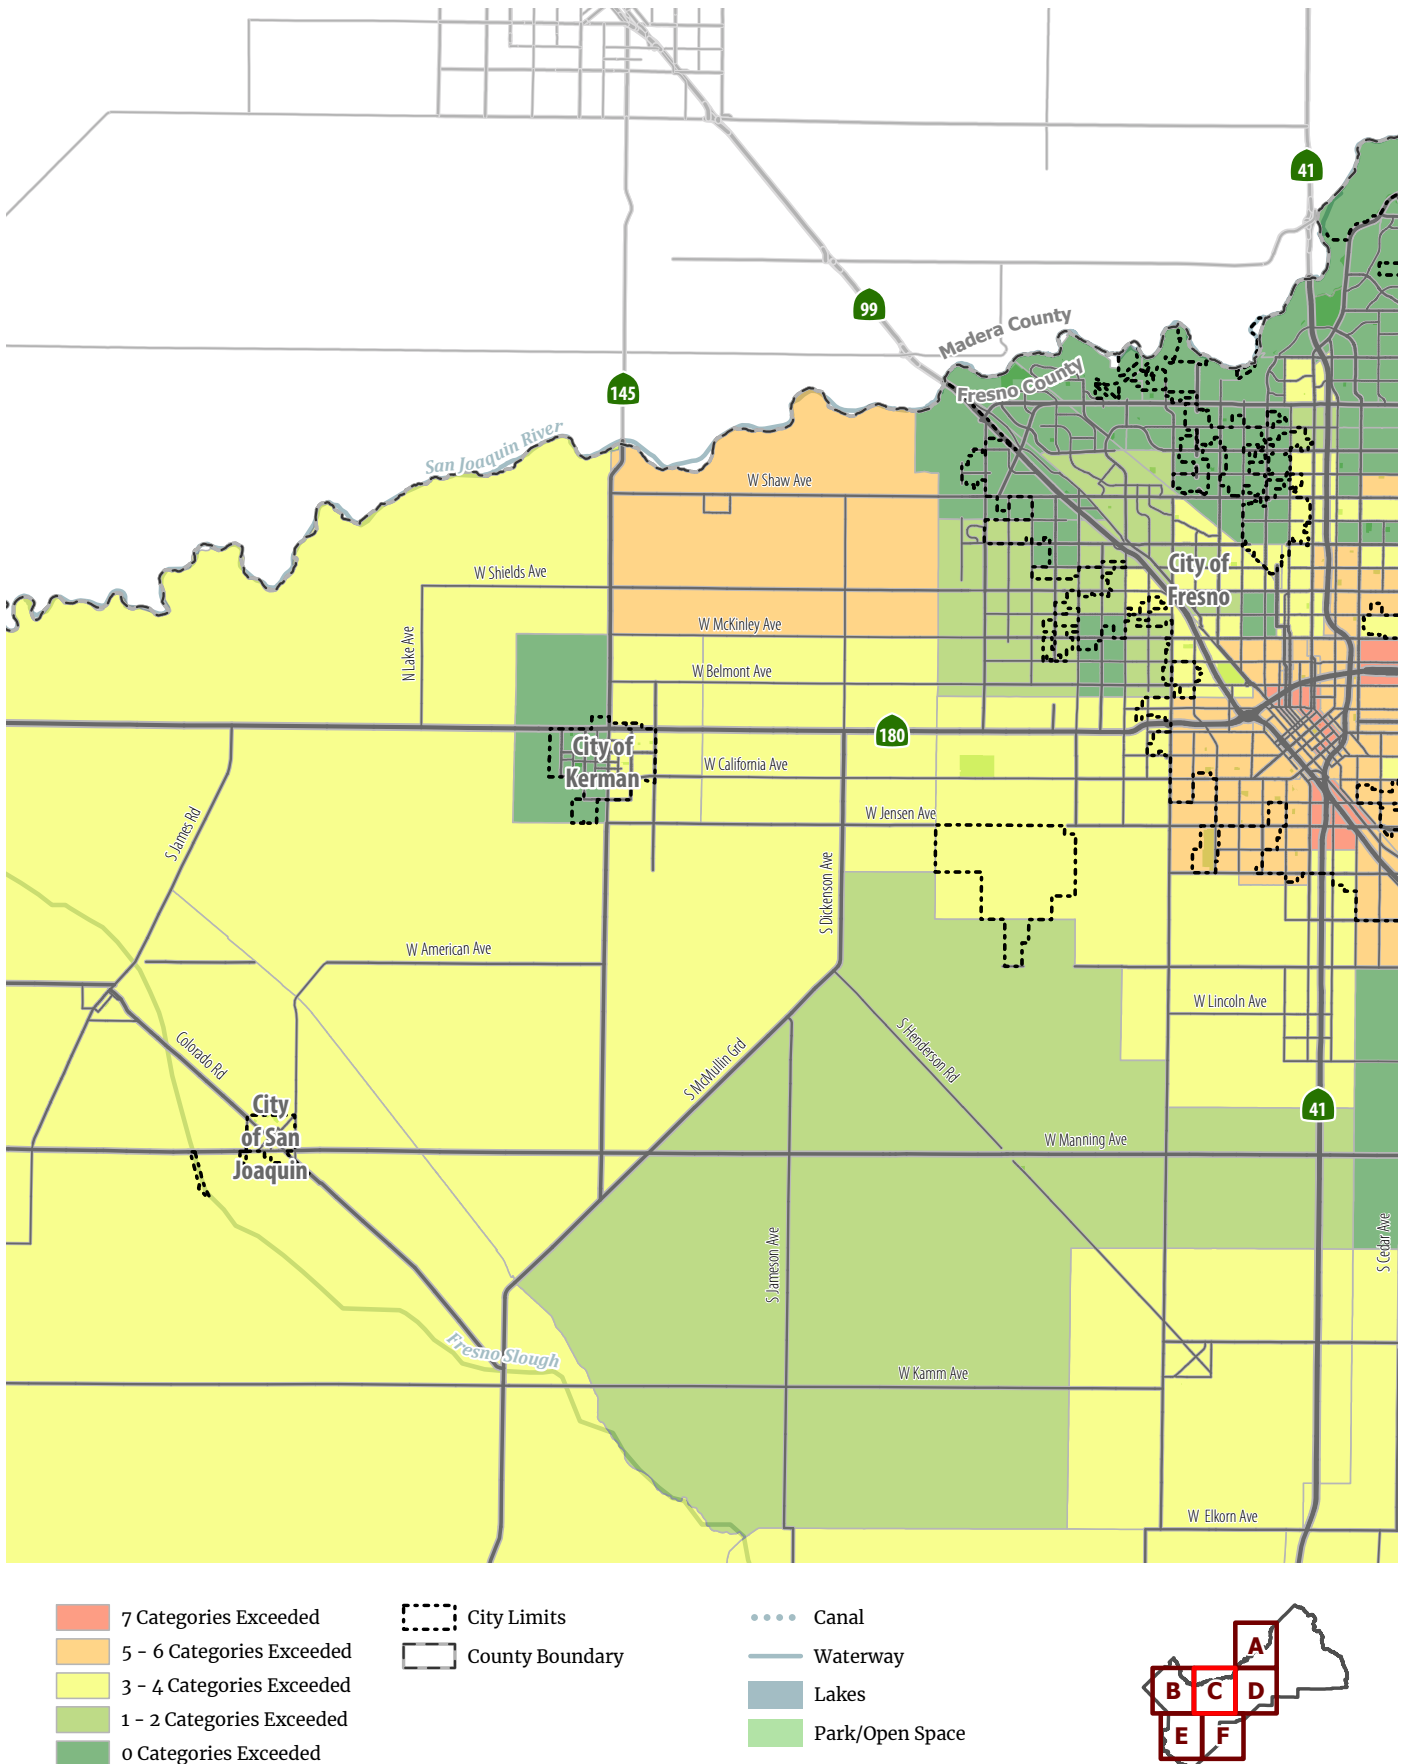 41
99
Madera County
Fresno County
145
San Joaquin River
W Shaw Ave
City of
Fresno
W Shields Ave
W McKinley Ave
N Lake Ave
W Belmont Ave
180
City of
Kerman
W California Ave
W Jensen Ave
S James Rd
S Dickenson Ave
W American Ave
W Lincoln Ave
S Henderson Rd
Colorado Rd
S McMullin Grd
City
of San
Joaquin
41
W Manning Ave
S Jameson Ave
S Cedar Ave
Fresno Slough
W Kamm Ave
W Elkorn Ave
7 Categories Exceeded
5 - 6 Categories Exceeded
3 - 4 Categories Exceeded
1 - 2 Categories Exceeded
0 Categories Exceeded
City Limits
County Boundary
Canal
Waterway
Lakes
Park/Open Space
A
B C D
E F